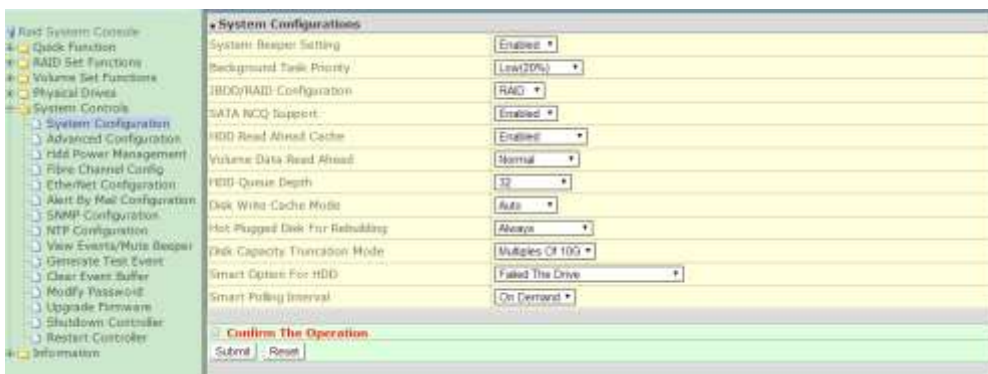 Raid System Console
Quick Function
RAID Set Functions
Volume Set Functions
Physical Drives
System Controls
System Configuration
Advanced Configuration
Hdd Power Management
Fibre Channel Config
EtherNet Configuration
Alert By Mail Configuration
SNMP Configuration
NTP Configuration
View Events/Mute Beeper
Generate Test Event
Clear Event Buffer
Modify Password
Upgrade Firmware
Shutdown Controller
Restart Controller
Information
System Configurations
System Beeper Setting Enabled
Background Task Priority Low(20%)
JBOD/RAID Configuration RAID
SATA NCQ Support Enabled
HDD Read Ahead Cache Enabled
Volume Data Read Ahead Normal
HDD Queue Depth 32
Disk Write Cache Mode Auto
Hot Plugged Disk For Rebuilding Always
Disk Capacity Truncation Mode Multiples Of 10G
Smart Option For HDD Failed The Drive
Smart Polling Interval On Demand
Confirm The Operation
Submit Reset